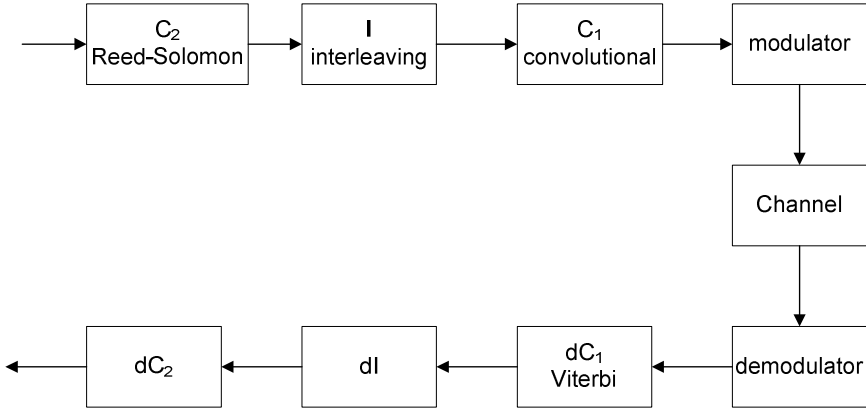 C₂
Reed-Solomon
I
interleaving
C₁
convolutional
modulator
Channel
dC₂
dI
dC₁
Viterbi
demodulator